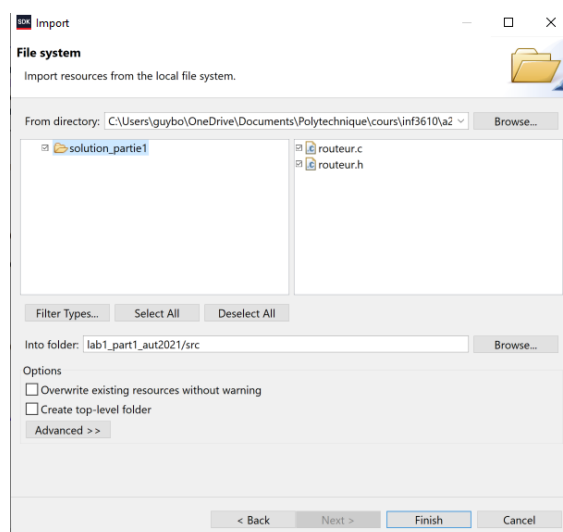 SDK Import
File system
Import resources from the local file system.
From directory: C:\Users\guybo\OneDrive\Documents\Polytechnique\cours\inf3610\a2 Browse...
solution_partie1
routeur.c
routeur.h
Filter Types... Select All Deselect All
Into folder: lab1_part1_aut2021/src Browse...
Options
Overwrite existing resources without warning
Create top-level folder
Advanced >>
< Back Next > Finish Cancel